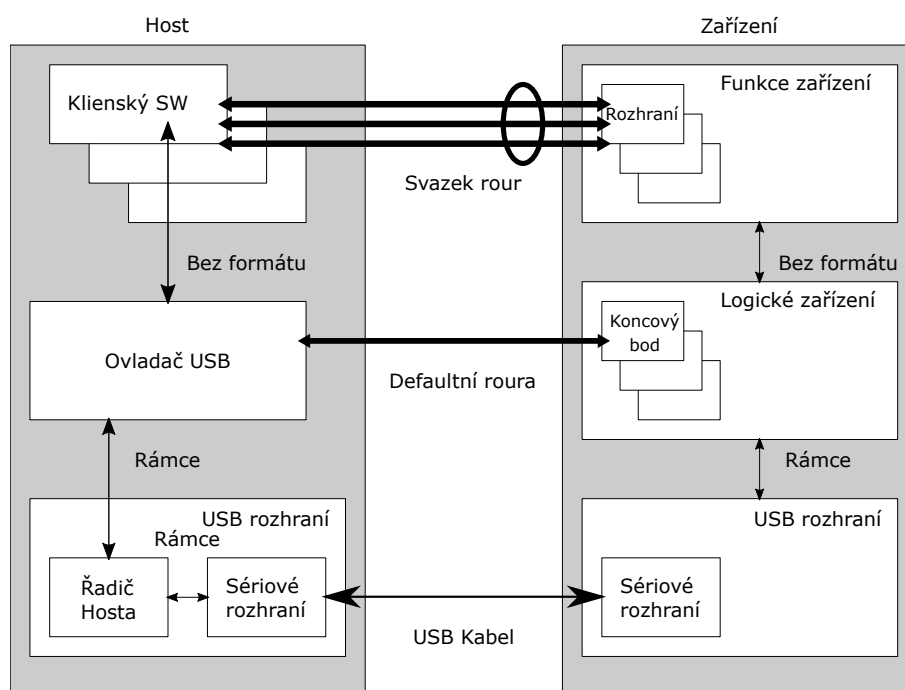 Host
Zařízení
Klienský SW
Funkce zařízení
Rozhraní
Svazek rour
Bez formátu
Bez formátu
Logické zařízení
Ovladač USB
Koncový
bod
Defaultní roura
Rámce
Rámce
USB rozhraní
USB rozhraní
Rámce
Řadič
Hosta
Sériové
rozhraní
Sériové
rozhraní
USB Kabel